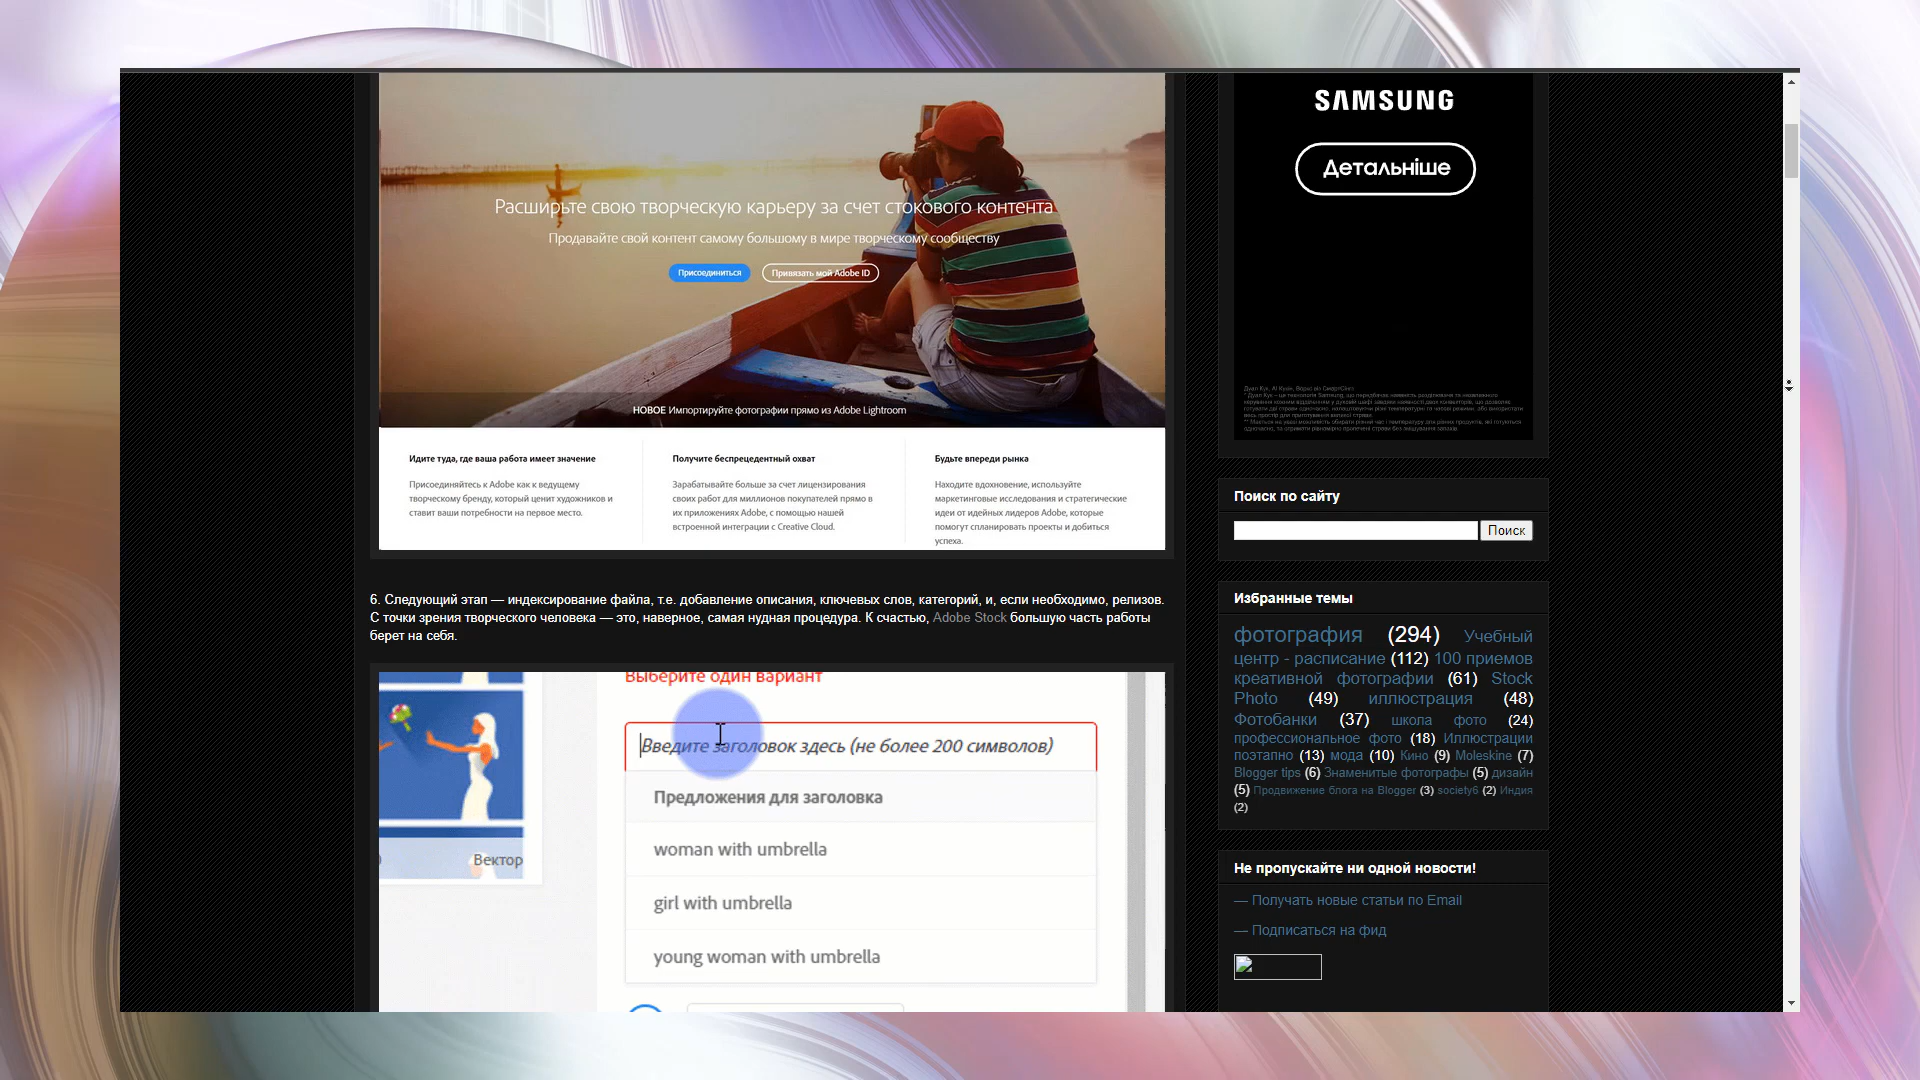 Расширьте свою творческую карьеру за счет стокового контента
Продавайте свой контент самому большому в мире творческому сообществу
Присоединиться
Привязать мой Adobe ID
НОВОЕ Импортируйте фотографии прямо из Adobe Lightroom
Идите туда, где ваша работа имеет значение
Присоединяйтесь к Adobe как к ведущему
творческому бренду, который ценит художников и
ставит ваши потребности на первое место.
Получите беспрецедентный охват
Зарабатывайте больше за счет лицензирования
своих работ для миллионов покупателей прямо в
их приложениях Adobe, с помощью нашей
встроенной интеграции с Creative Cloud.
Будьте впереди рынка
Находите вдохновение, используйте
маркетинговые исследования и стратегические
идеи от идейных лидеров Adobe, которые
помогут спланировать проекты и добиться
успеха.
6. Следующий этап — индексирование файла, т.е. добавление описания, ключевых слов, категорий, и, если необходимо, релизов.
С точки зрения творческого человека — это, наверное, самая нудная процедура. К счастью, Adobe Stock большую часть работы
берет на себя.
Выберите один вариант
Введите заголовок здесь (не более 200 символов)
Предложения для заголовка
woman with umbrella
girl with umbrella
young woman with umbrella
Вектор
SAMSUNG
Детальніше
Поиск по сайту
Поиск
Избранные темы
фотография (294) Учебный
центр - расписание (112) 100 приемов
креативной фотографии (61) Stock
Photo (49) иллюстрация (48)
Фотобанки (37) школа фото (24)
профессиональное фото (18) Иллюстрации
поэтапно (13) мода (10) Кино (9) Moleskine (7)
Blogger tips (6) Знаменитые фотографы (5) дизайн
(5) Продвижение блога на Blogger (3) society6 (2) Индия
(2)
Не пропускайте ни одной новости!
— Получать новые статьи по Email
— Подписаться на фид